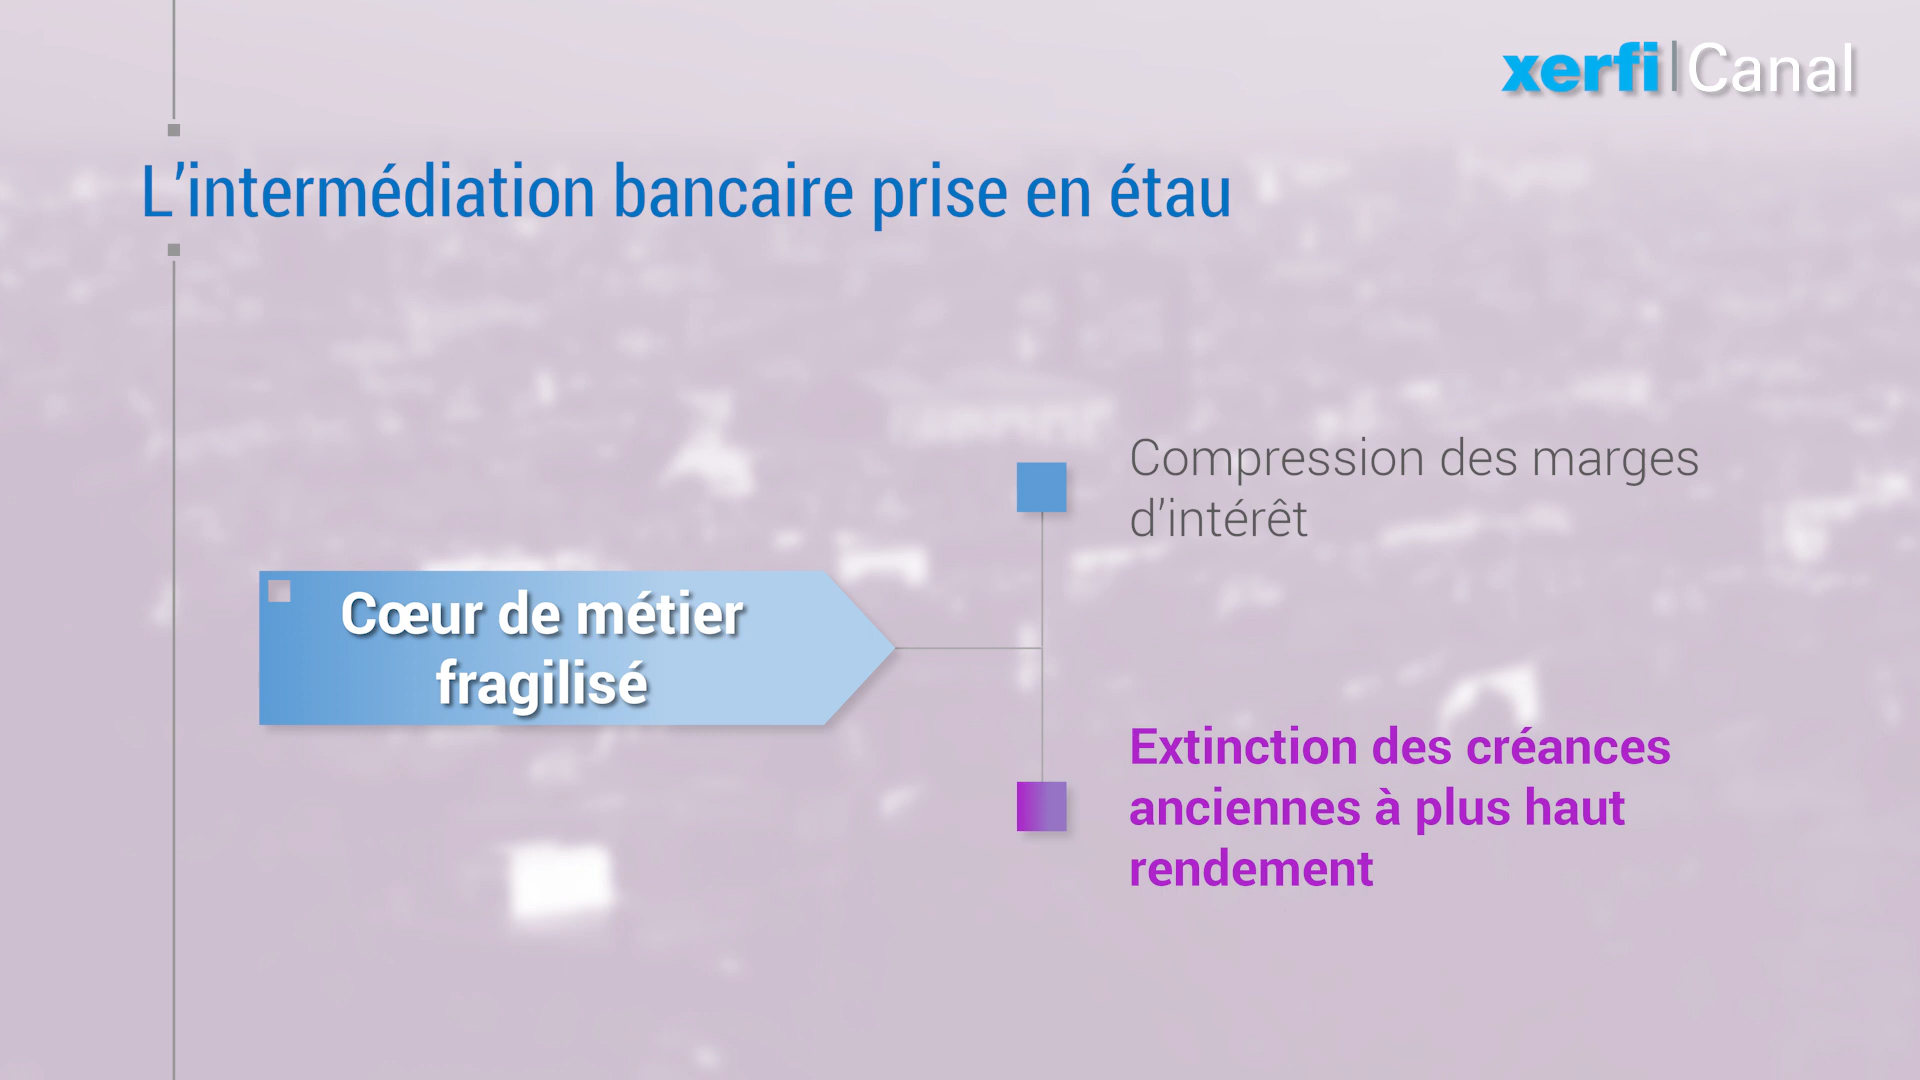 xerfi Canal
L’intermédiation bancaire prise en étau
Compression des marges
d’intérêt
Cœur de métier
fragilisé
Extinction des créances
anciennes à plus haut
rendement